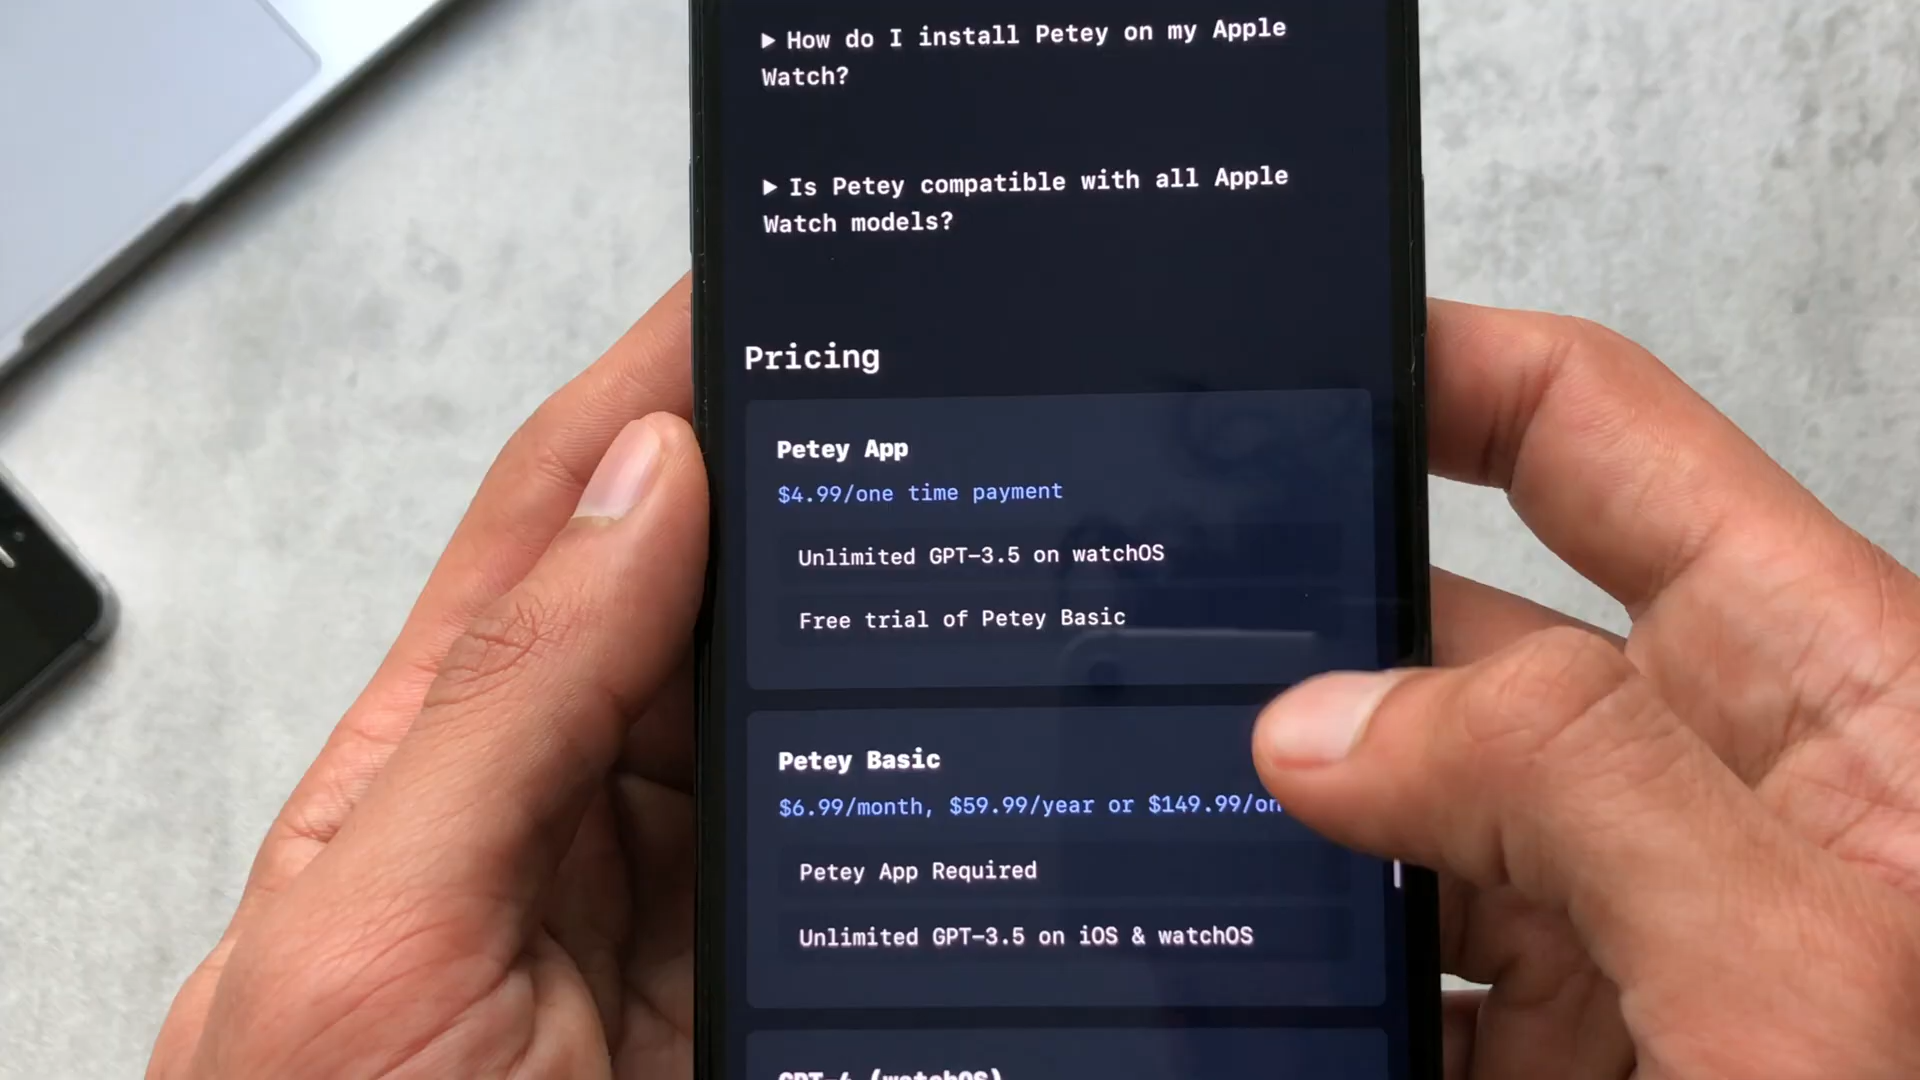 ▶ How do I install Petey on my Apple
Watch?
▶ Is Petey compatible with all Apple
Watch models?
Pricing
Petey App
$4.99/one time payment
Unlimited GPT-3.5 on watchOS
Free trial of Petey Basic
Petey Basic
$6.99/month, $59.99/year or $149.99/on
Petey App Required
Unlimited GPT-3.5 on iOS & watchOS
GPT-4 (watchOS)